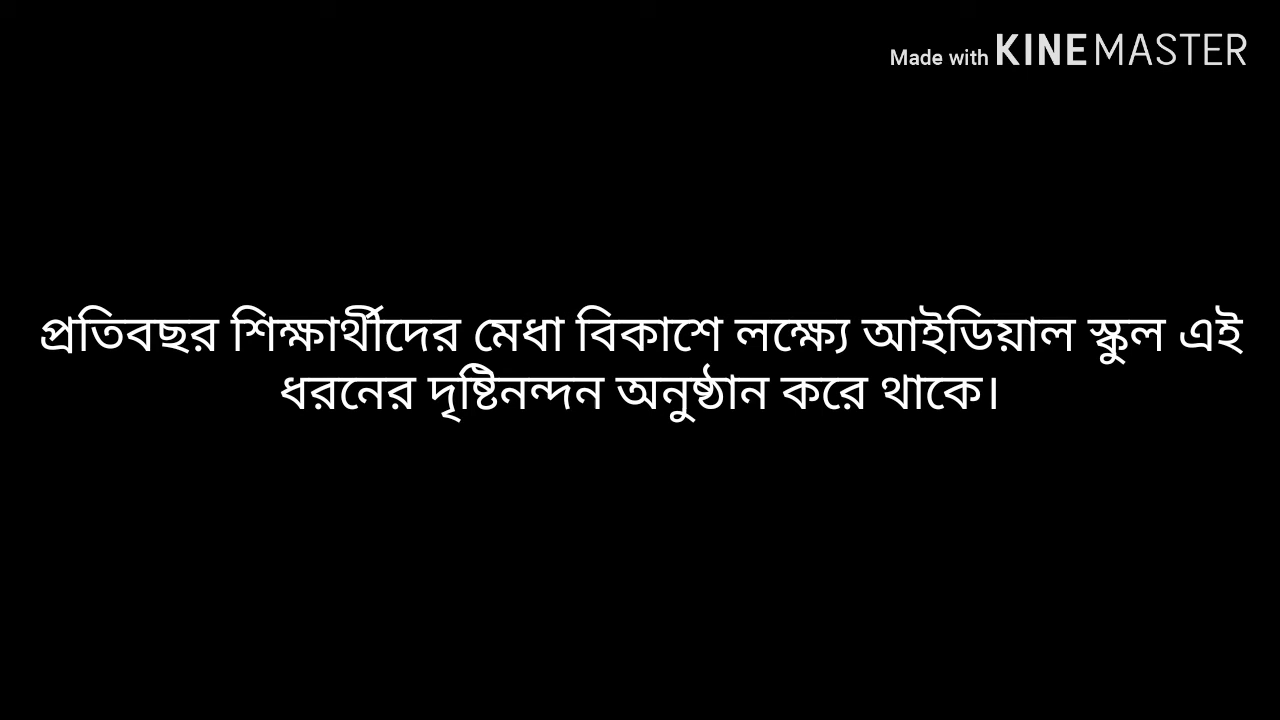 Made with KINEMASTER
প্রতিবছর শিক্ষার্থীদের মেধা বিকাশে লক্ষ্যে আইডিয়াল স্কুল এই
ধরনের দৃষ্টিনন্দন অনুষ্ঠান করে থাকে।